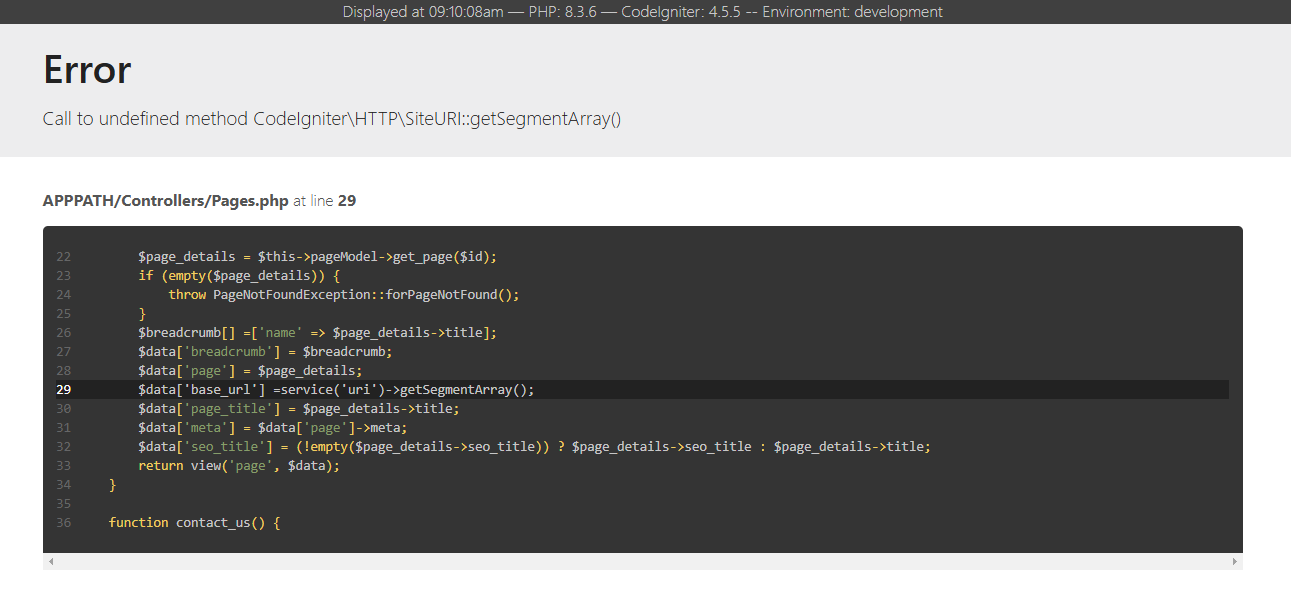 Displayed at 09:10:08am — PHP: 8.3.6 — CodeIgniter: 4.5.5 -- Environment: development
Error
Call to undefined method CodeIgniter\HTTP\SiteURI::getSegmentArray()
APPPATH/Controllers/Pages.php at line 29
22 $page_details = $this->pageModel->get_page($id);
23 if (empty($page_details)) {
24 throw PageNotFoundException::forPageNotFound();
25 }
26 $breadcrumb[] =['name' => $page_details->title];
27 $data['breadcrumb'] = $breadcrumb;
28 $data['page'] = $page_details;
29 $data['base_url'] =service('uri')->getSegmentArray();
30 $data['page_title'] = $page_details->title;
31 $data['meta'] = $data['page']->meta;
32 $data['seo_title'] = (!empty($page_details->seo_title)) ? $page_details->seo_title : $page_details->title;
33 return view('page', $data);
34 }
35
36 function contact_us() {